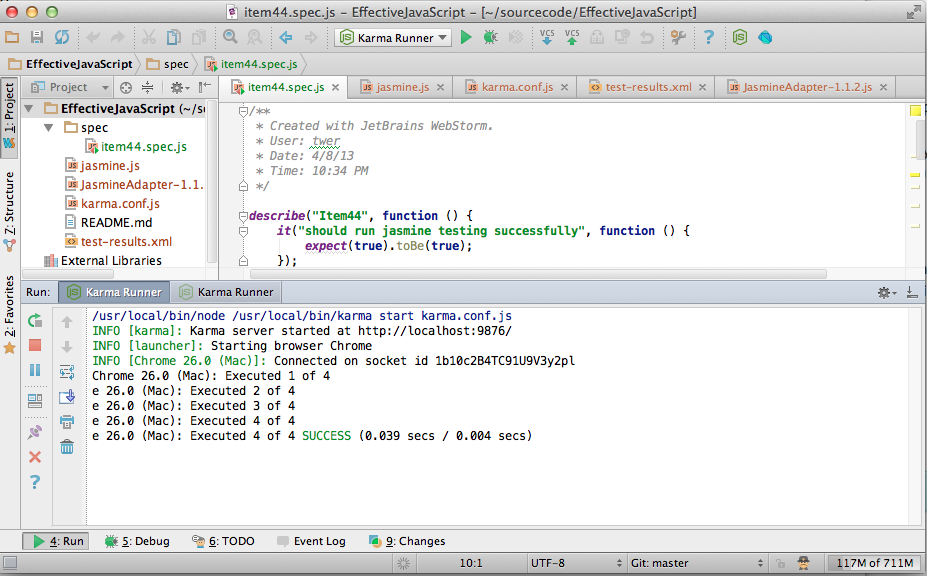 item44.spec.js – EffectiveJavaScript – [~/sourcecode/EffectiveJavaScript]
Karma Runner
VCS VCS
EffectiveJavaScript spec item44.spec.js
1: Project
Z: Structure
2: Favorites
Project
item44.spec.js jasmine.js karma.conf.js test-results.xml JasmineAdapter-1.1.2.js
EffectiveJavaScript (~/s
spec
item44.spec.js
jasmine.js
JasmineAdapter-1.1.
karma.conf.js
README.md
test-results.xml
External Libraries
/**
* Created with JetBrains WebStorm.
* User: twer
* Date: 4/8/13
* Time: 10:34 PM
*/
describe("Item44", function () {
it("should run jasmine testing successfully", function () {
expect(true).toBe(true);
});
Run: Karma Runner Karma Runner
/usr/local/bin/node /usr/local/bin/karma start karma.conf.js
INFO [karma]: Karma server started at http://localhost:9876/
INFO [launcher]: Starting browser Chrome
INFO [Chrome 26.0 (Mac)]: Connected on socket id 1b10c2B4TC91U9V3y2pl
Chrome 26.0 (Mac): Executed 1 of 4
e 26.0 (Mac): Executed 2 of 4
e 26.0 (Mac): Executed 3 of 4
e 26.0 (Mac): Executed 4 of 4
e 26.0 (Mac): Executed 4 of 4 SUCCESS (0.039 secs / 0.004 secs)
4: Run 5: Debug 6: TODO Event Log 9: Changes
10:1 UTF-8 Git: master 117M of 711M